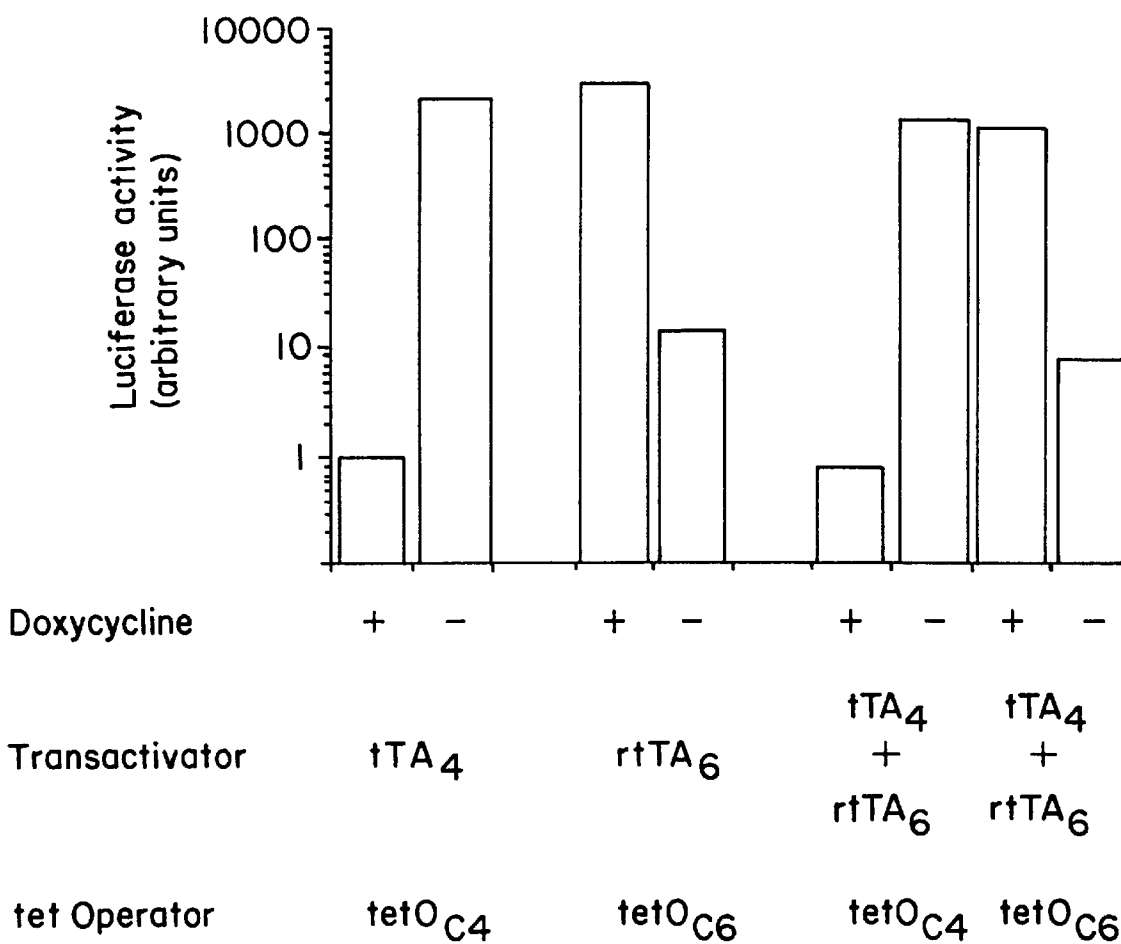 10000
1000
100
10
1
Luciferase activity
(arbitrary units)
Doxycycline + - + - + - + -
Transactivator tTA4 rtTA6 tTA4 + rtTA6 tTA4 + rtTA6
tet Operator tetOC4 tetOC6 tetOC4 tetOC6